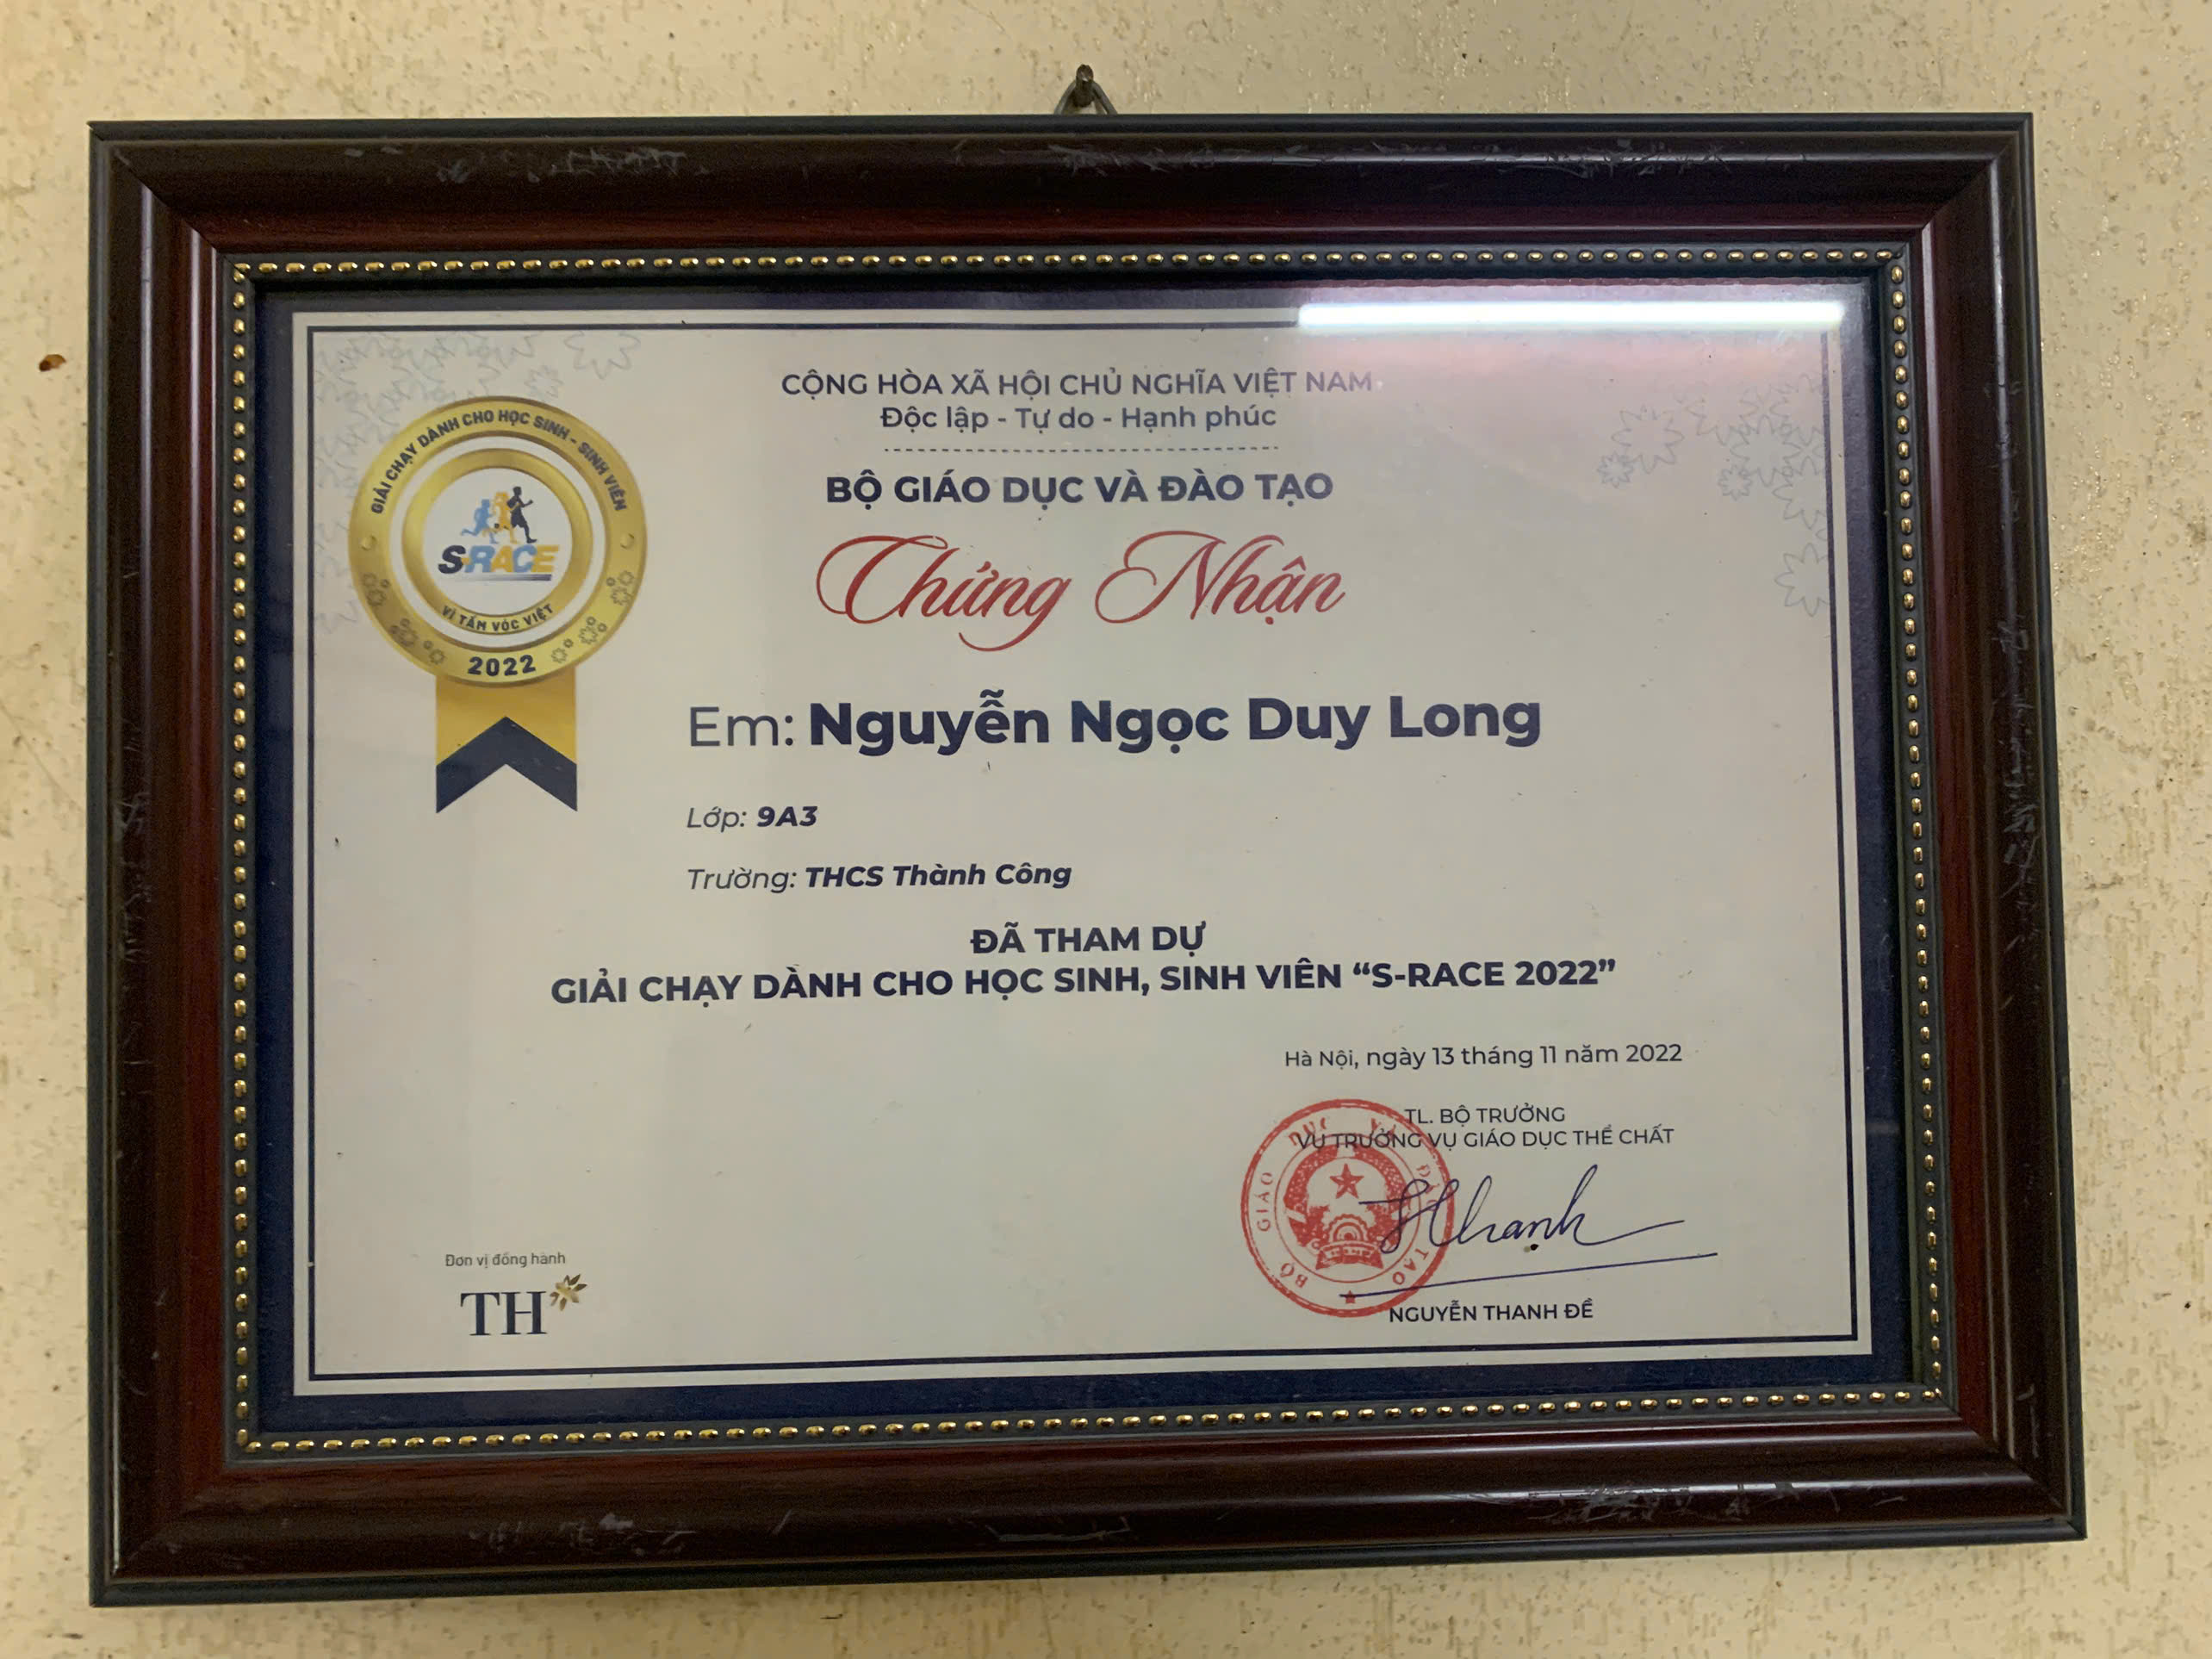 CỘNG HÒA XÃ HỘI CHỦ NGHĨA VIỆT NAM
Độc lập - Tự do - Hạnh phúc
BỘ GIÁO DỤC VÀ ĐÀO TẠO
Chứng Nhận
GIẢI CHẠY DÀNH CHO HỌC SINH - SINH VIÊN
S-RACE
VÌ TẦM VÓC VIỆT
2022
Em: Nguyễn Ngọc Duy Long
Lớp: 9A3
Trường: THCS Thành Công
ĐÃ THAM DỰ
GIẢI CHẠY DÀNH CHO HỌC SINH, SINH VIÊN “S-RACE 2022”
Hà Nội, ngày 13 tháng 11 năm 2022
TL. BỘ TRƯỞNG
VỤ TRƯỞNG VỤ GIÁO DỤC THỂ CHẤT
BỘ GIÁO DỤC VÀ ĐÀO TẠO
NGUYỄN THANH ĐỀ
Đơn vị đồng hành
TH